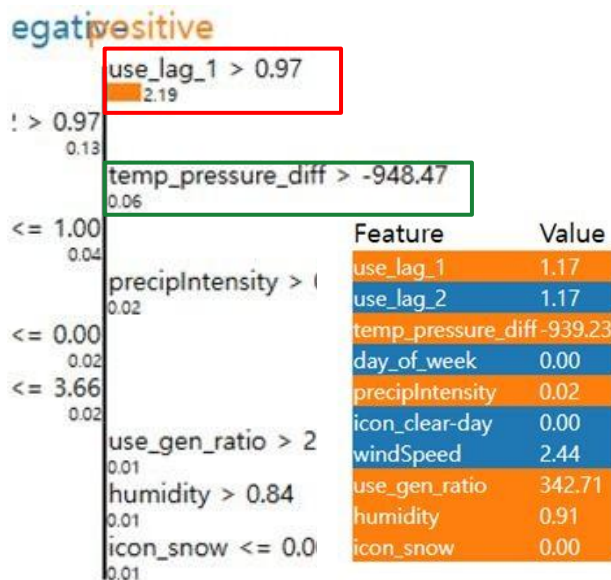 egative positive
use_lag_1 > 0.97
2.19
2 > 0.97
0.13
temp_pressure_diff > -948.47
0.06
<= 1.00
0.04
precipIntensity >
0.02
<= 0.00
0.02
<= 3.66
0.02
use_gen_ratio > 2
0.01
humidity > 0.84
0.01
icon_snow <= 0.0
0.01
Feature Value
use_lag_1 1.17
use_lag_2 1.17
temp_pressure_diff -939.23
day_of_week 0.00
precipIntensity 0.02
icon_clear-day 0.00
windSpeed 2.44
use_gen_ratio 342.71
humidity 0.91
icon_snow 0.00